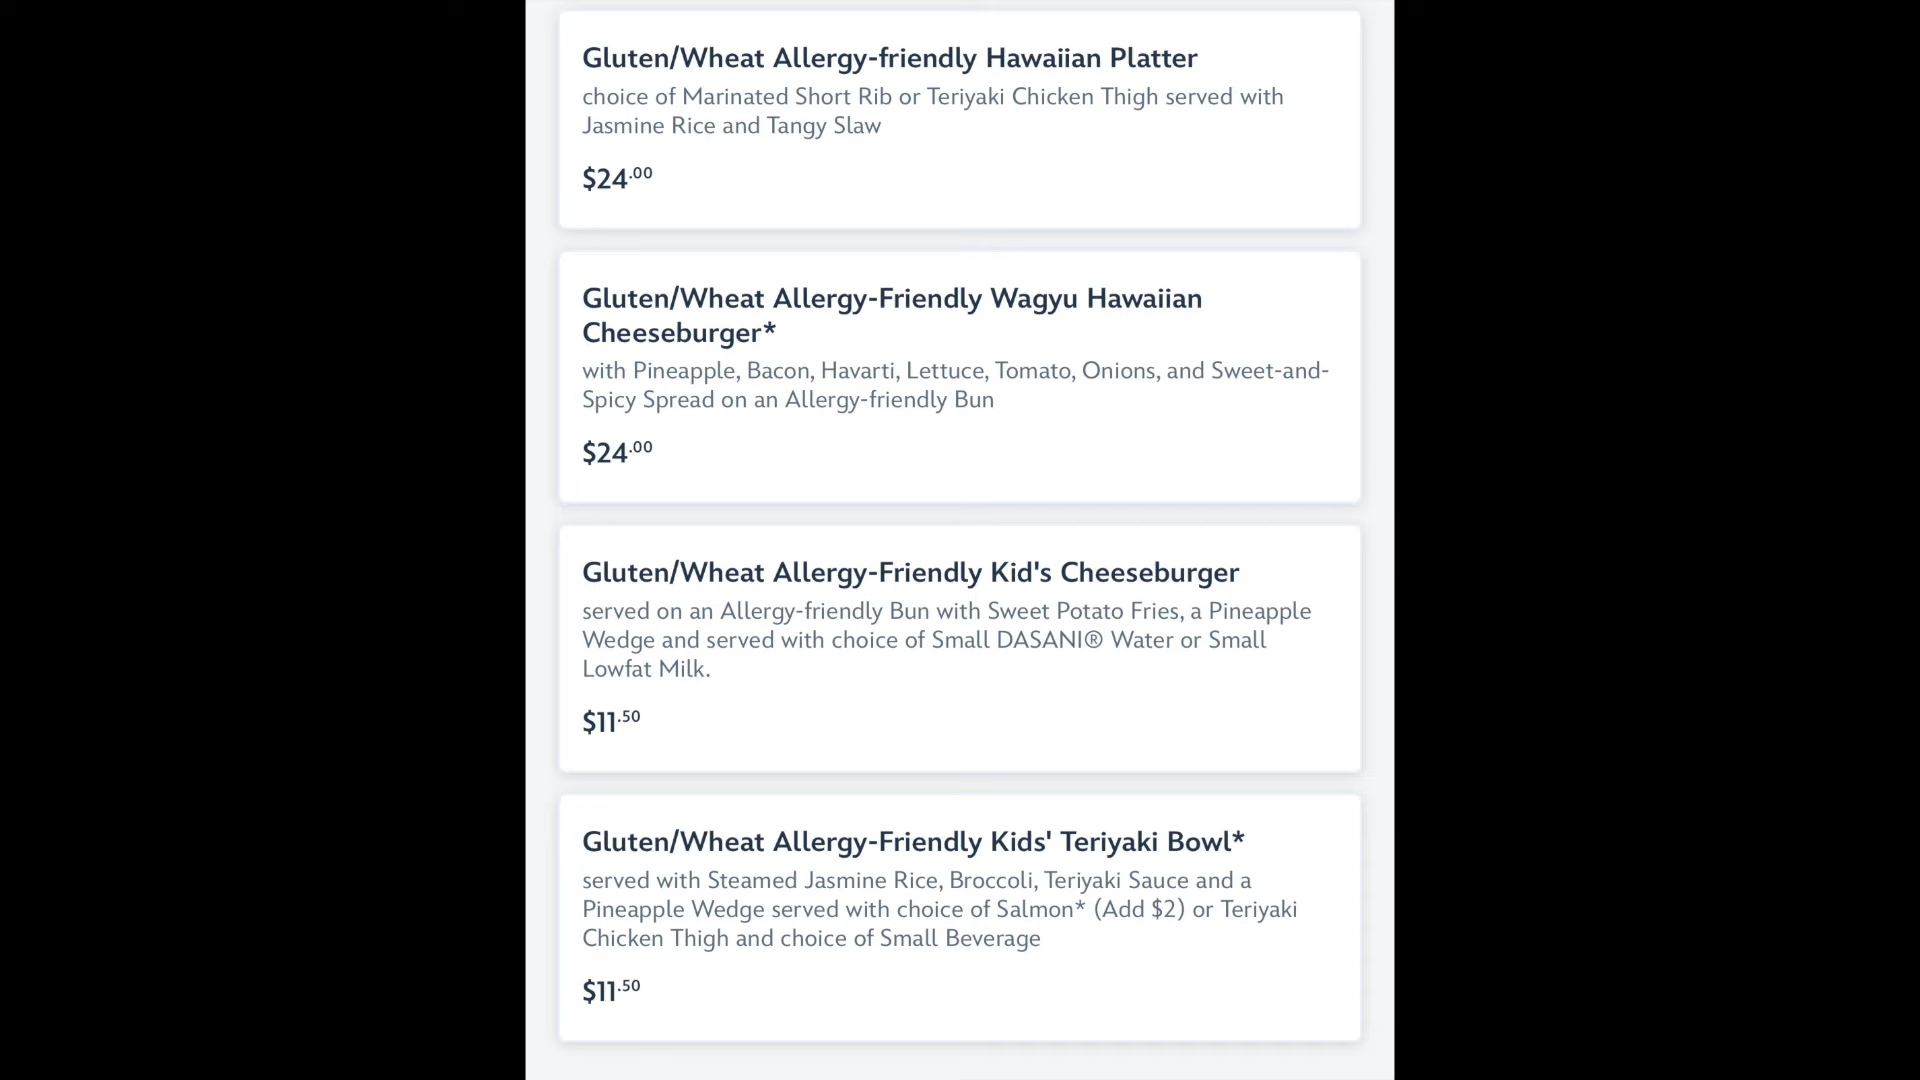 Gluten/Wheat Allergy-friendly Hawaiian Platter
choice of Marinated Short Rib or Teriyaki Chicken Thigh served with
Jasmine Rice and Tangy Slaw
$24.00
Gluten/Wheat Allergy-Friendly Wagyu Hawaiian
Cheeseburger*
with Pineapple, Bacon, Havarti, Lettuce, Tomato, Onions, and Sweet-and-
Spicy Spread on an Allergy-friendly Bun
$24.00
Gluten/Wheat Allergy-Friendly Kid's Cheeseburger
served on an Allergy-friendly Bun with Sweet Potato Fries, a Pineapple
Wedge and served with choice of Small DASANI® Water or Small
Lowfat Milk.
$11.50
Gluten/Wheat Allergy-Friendly Kids' Teriyaki Bowl*
served with Steamed Jasmine Rice, Broccoli, Teriyaki Sauce and a
Pineapple Wedge served with choice of Salmon* (Add $2) or Teriyaki
Chicken Thigh and choice of Small Beverage
$11.50